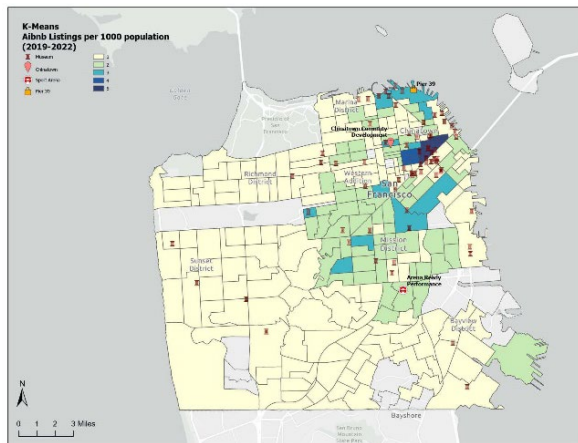 K-Means
Aibnb Listings per 1000 population
(2019-2022)
Museum
Chinatown
Sport Arena
Pier 39
1
2
3
4
5
Pier 39
Marina
District
Chinatown Comunity
Development
Chinatown
Richmond
District
Western
Addition
San
Francisco
Sunset
District
Mission
District
Arena Ready
Performance
Bayview
District
Bayshore
N
0 1 2 3 Miles